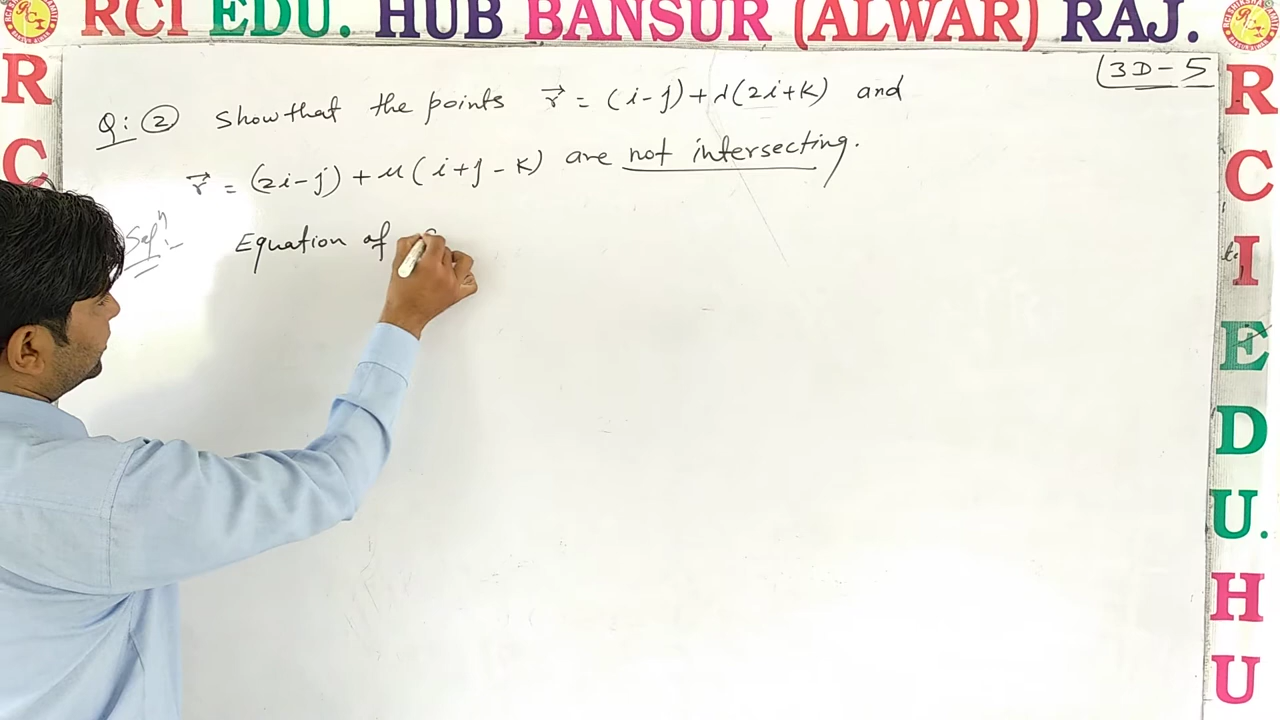 RCI EDU. HUB BANSUR (ALWAR) RAJ.
3D-5
Q: ② Show that the points r⃗ = (i-j)+λ(2i+k) and
r⃗ = (2i-j)+μ(i+j-k) are not intersecting.
Solⁿ:- Equation of
R
C
R
C
I
E
D
U.
H
U